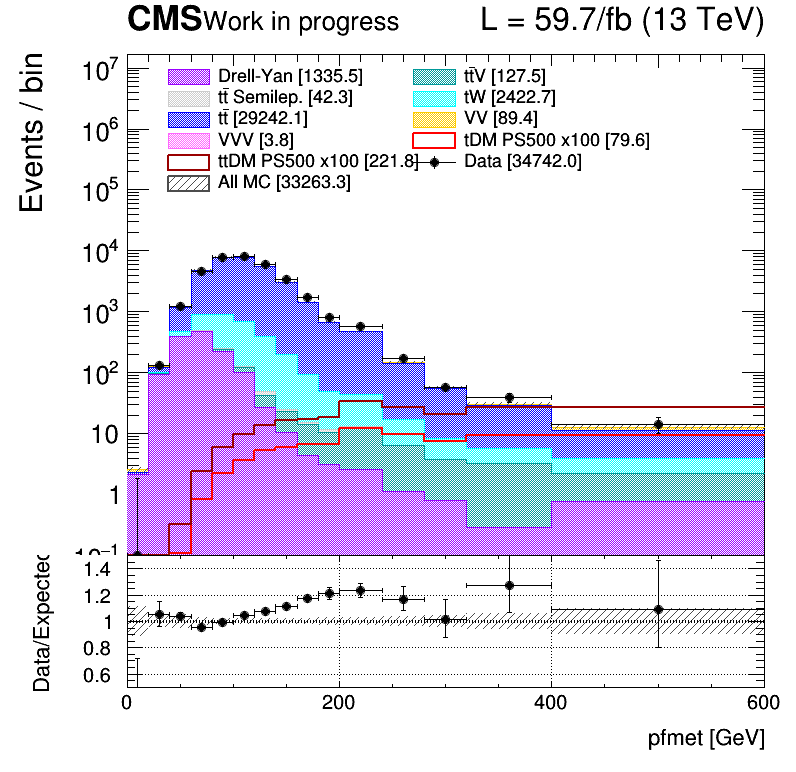 CMS Work in progress L = 59.7/fb (13 TeV)
Events / bin
10⁷
10⁶
10⁵
10⁴
10³
10²
10
1
10⁻¹
Drell-Yan [1335.5]
tt̄V [127.5]
tt̄ Semilep. [42.3]
tW [2422.7]
tt̄ [29242.1]
VV [89.4]
VVV [3.8]
tDM PS500 x100 [79.6]
ttDM PS500 x100 [221.8]
Data [34742.0]
All MC [33263.3]
Data/Expected
1.4
1.2
1
0.8
0.6
0 200 400 600
pfmet [GeV]